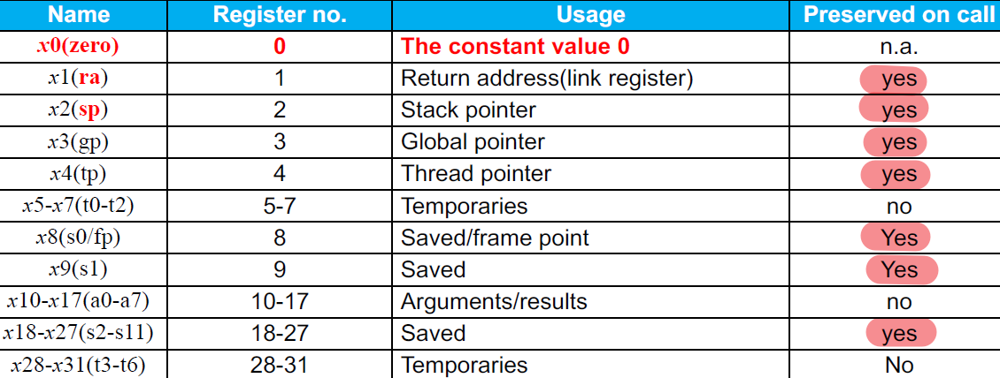 Name Register no. Usage Preserved on call
x0(zero) 0 The constant value 0 n.a.
x1(ra) 1 Return address(link register) yes
x2(sp) 2 Stack pointer yes
x3(gp) 3 Global pointer yes
x4(tp) 4 Thread pointer yes
x5-x7(t0-t2) 5-7 Temporaries no
x8(s0/fp) 8 Saved/frame point Yes
x9(s1) 9 Saved Yes
x10-x17(a0-a7) 10-17 Arguments/results no
x18-x27(s2-s11) 18-27 Saved yes
x28-x31(t3-t6) 28-31 Temporaries No